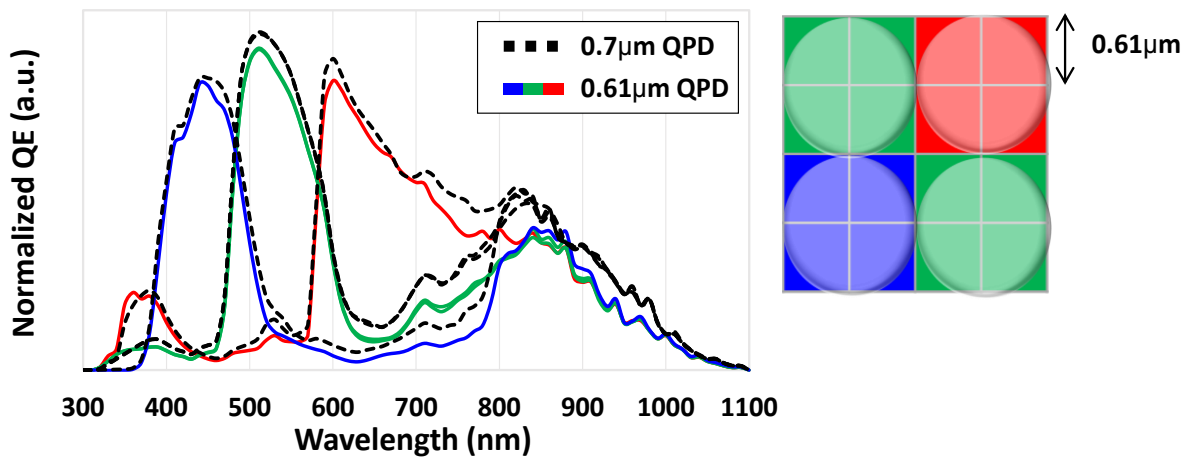 Normalized QE (a.u.)
0.7μm QPD
0.61μm QPD
300 400 500 600 700 800 900 1000 1100
Wavelength (nm)
0.61μm